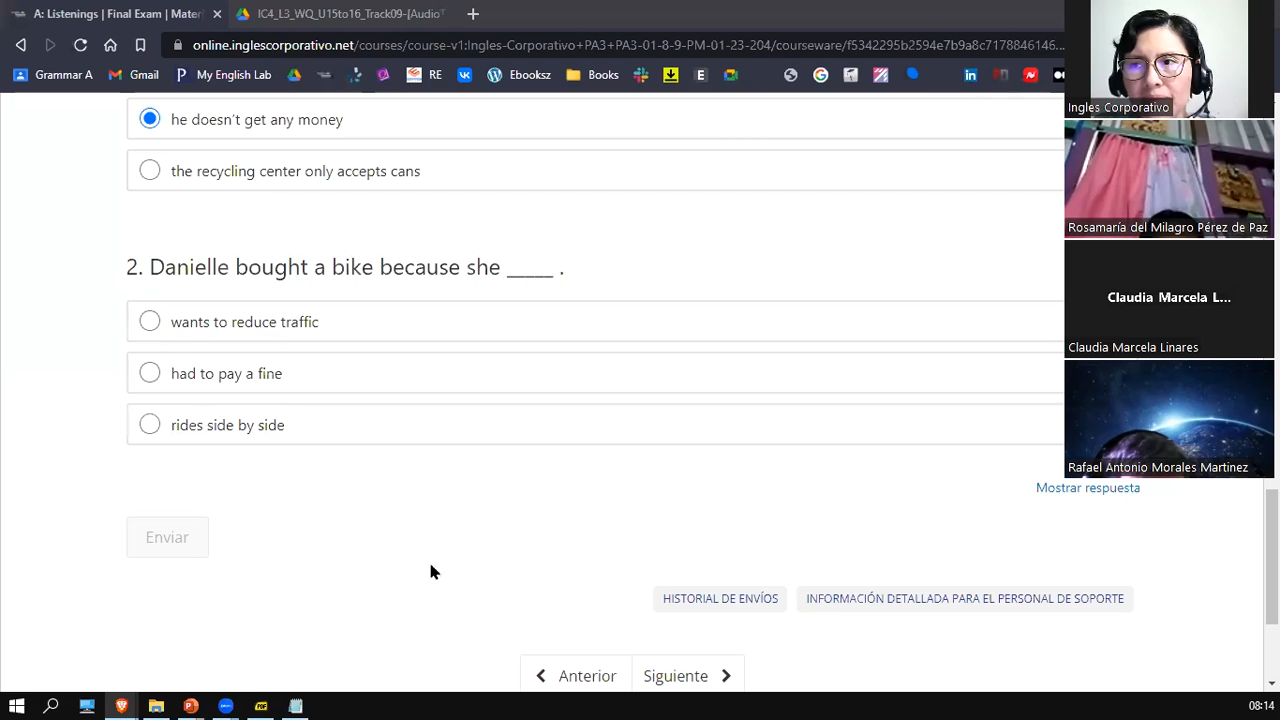 A: Listenings | Final Exam | Mater
IC4_L3_WQ_U15to16_Track09-[Audio
online.inglescorporativo.net/courses/course-v1:Ingles-Corporativo+PA3+PA3-01-8-9-PM-01-23-204/courseware/f5342295b2594e7b9a8c7178846146...
Grammar A
Gmail
My English Lab
RE
Ebooksz
Books
he doesn't get any money
the recycling center only accepts cans
2. Danielle bought a bike because she _____ .
wants to reduce traffic
had to pay a fine
rides side by side
Mostrar respuesta
Enviar
HISTORIAL DE ENVÍOS
INFORMACIÓN DETALLADA PARA EL PERSONAL DE SOPORTE
Anterior
Siguiente
Ingles Corporativo
Rosamaría del Milagro Pérez de Paz
Claudia Marcela L...
Claudia Marcela Linares
Rafael Antonio Morales Martinez
08:14